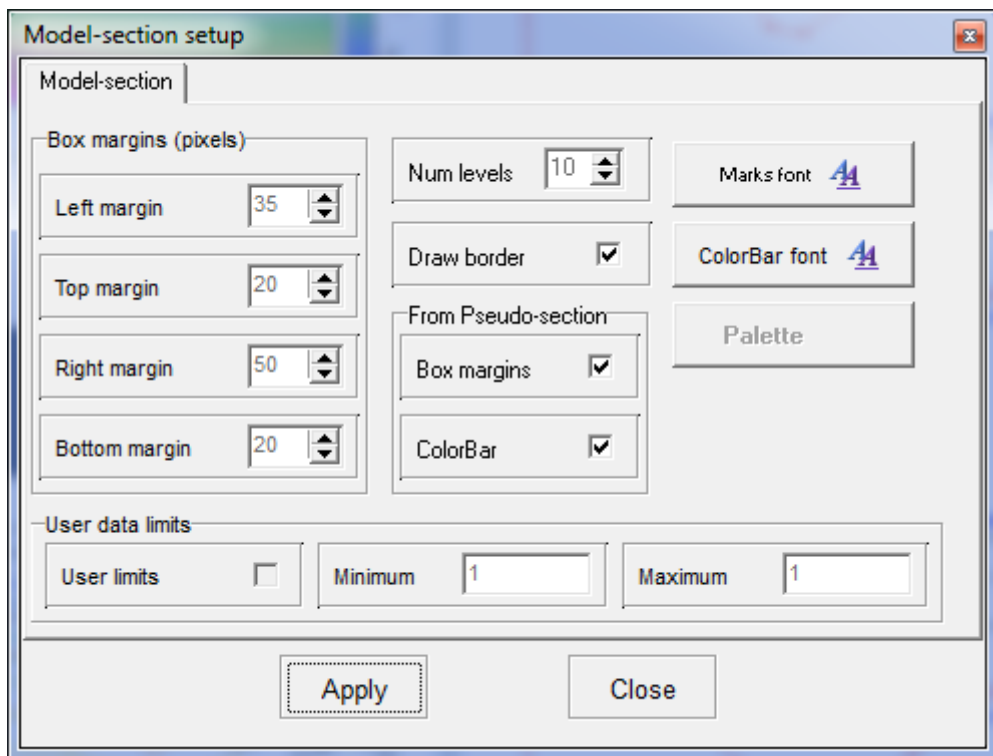 Model-section setup
Model-section
Box margins (pixels)
Left margin 35
Top margin 20
Right margin 50
Bottom margin 20
Num levels 10
Draw border
From Pseudo-section
Box margins
ColorBar
Marks font AA
ColorBar font AA
Palette
User data limits
User limits
Minimum 1
Maximum 1
Apply
Close